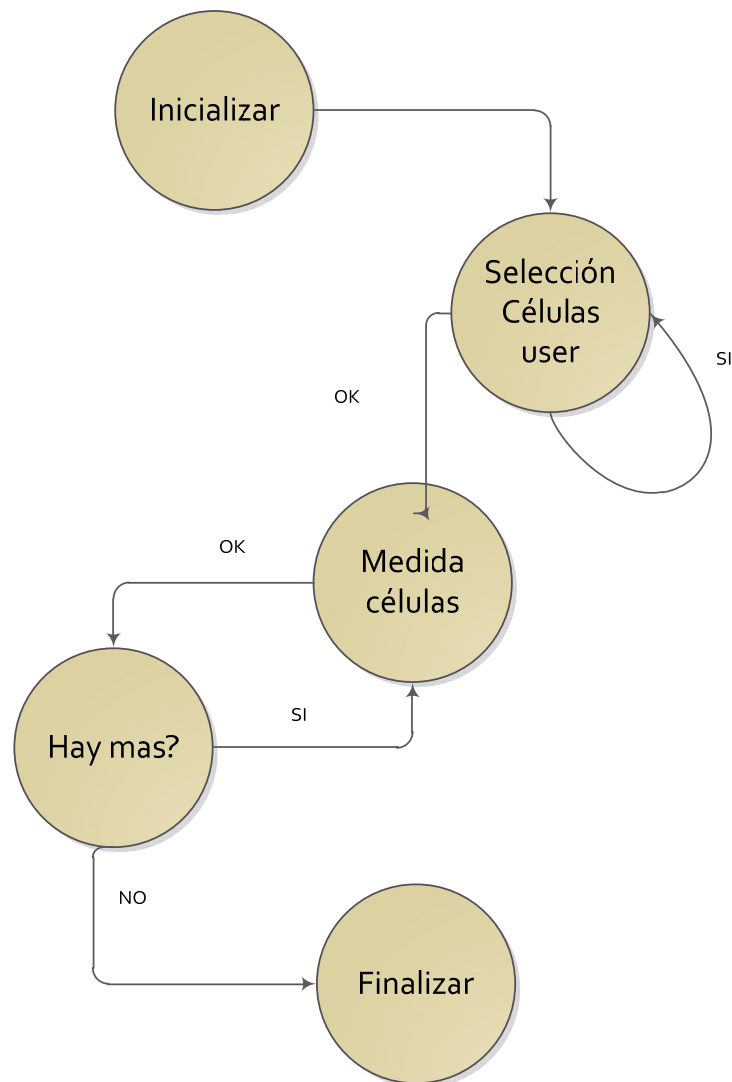 Inicializar
Selección
Células
user
SI
OK
Medida
células
OK
SI
Hay mas?
NO
Finalizar